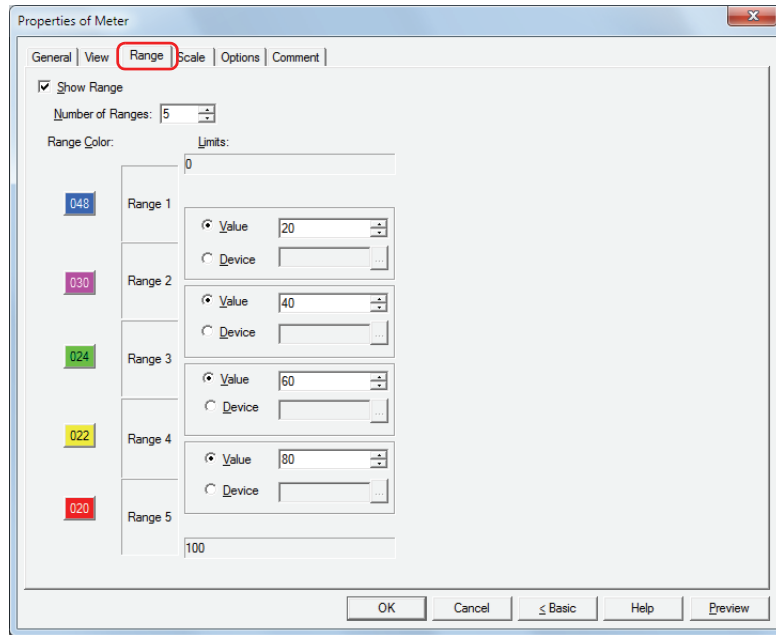 Properties of Meter
General View Range Scale Options Comment
Show Range
Number of Ranges: 5
Range Color: Limits:
0
048 Range 1
Value 20
Device ...
030 Range 2
Value 40
Device ...
024 Range 3
Value 60
Device ...
022 Range 4
Value 80
Device ...
020 Range 5
100
OK Cancel < Basic Help Preview